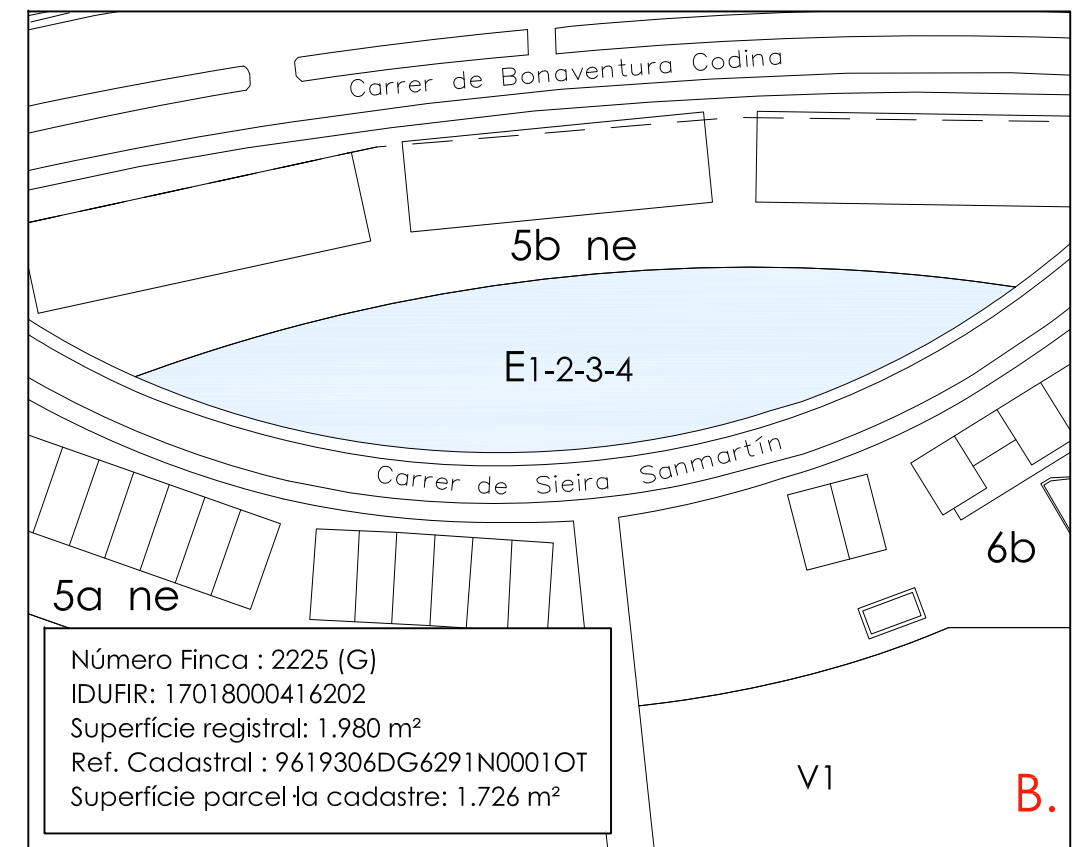 Carrer de Bonaventura Codina
5b ne
E1-2-3-4
Carrer de Sieira Sanmartín
6b
5a ne
Número Finca : 2225 (G)
IDUFIR: 17018000416202
Superfície registral: 1.980 m²
Ref. Cadastral : 9619306DG6291N0001OT
Superfície parcel·la cadastre: 1.726 m²
V1
B.